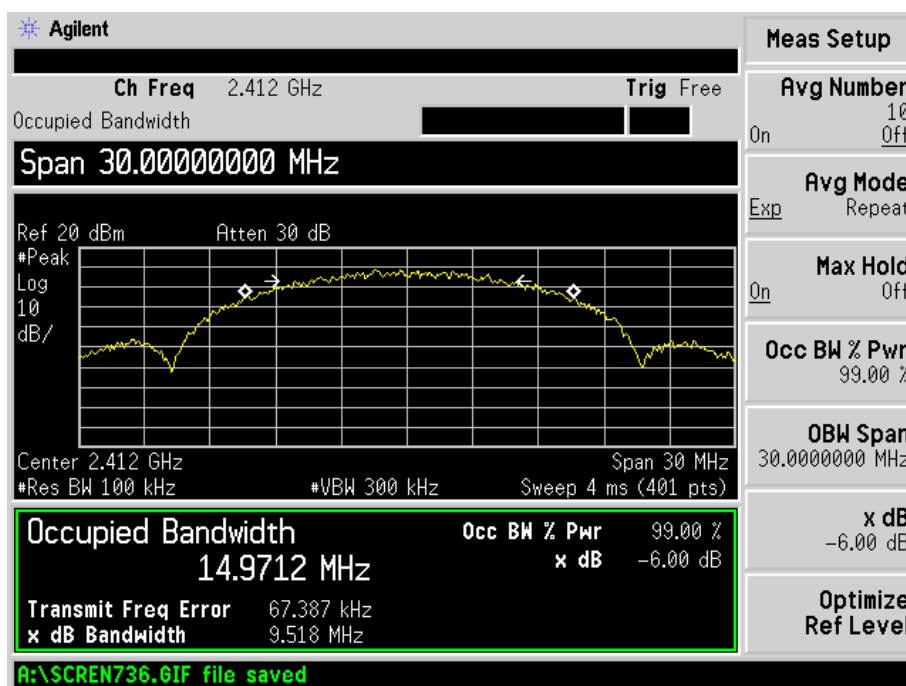 Agilent
Ch Freq 2.412 GHz Trig Free
Occupied Bandwidth
Span 30.00000000 MHz
Ref 20 dBm Atten 30 dB
#Peak
Log
10
dB/
Center 2.412 GHz Span 30 MHz
#Res BW 100 kHz #VBW 300 kHz Sweep 4 ms (401 pts)
Occupied Bandwidth Occ BW % Pwr 99.00 %
14.9712 MHz x dB -6.00 dB
Transmit Freq Error 67.387 kHz
x dB Bandwidth 9.518 MHz
A:\SCREN736.GIF file saved
Meas Setup
Avg Number
10
On Off
Avg Mode
Exp Repeat
Max Hold
On Off
Occ BW % Pwr
99.00 %
OBW Span
30.0000000 MHz
x dB
-6.00 dB
Optimize
Ref Level